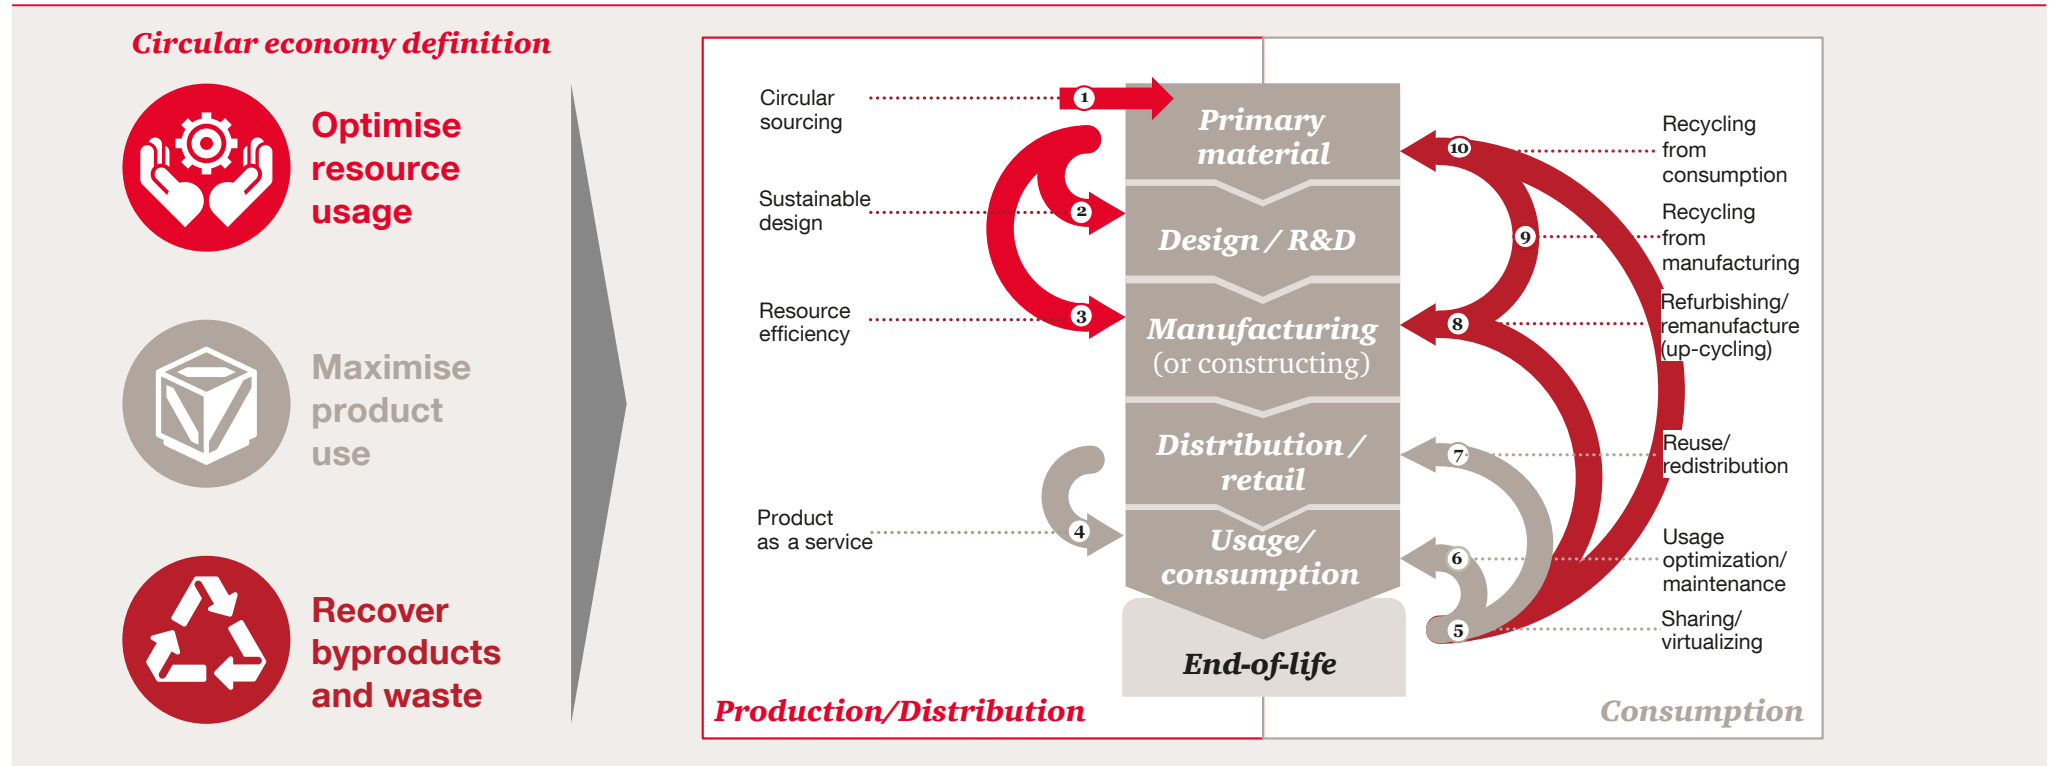 Circular economy definition
Optimise
resource
usage
Maximise
product
use
Recover
byproducts
and waste
Circular
sourcing
Sustainable
design
Resource
efficiency
Product
as a service
1
2
3
4
Primary
material
Design / R&D
Manufacturing
(or constructing)
Distribution /
retail
Usage/
consumption
End-of-life
10
9
8
7
6
5
Recycling
from
consumption
Recycling
from
manufacturing
Refurbishing/
remanufacture
(up-cycling)
Reuse/
redistribution
Usage
optimization/
maintenance
Sharing/
virtualizing
Production/Distribution
Consumption